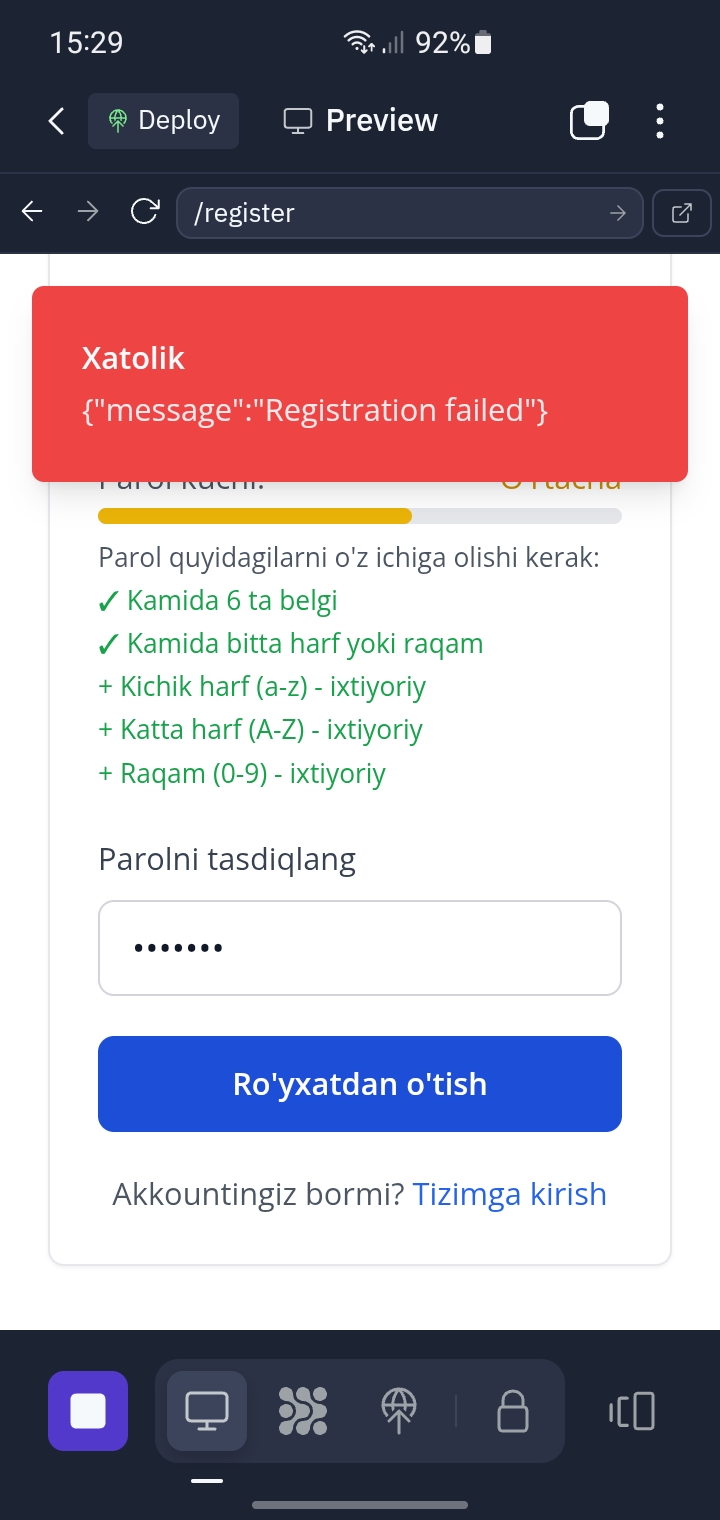 15:29
92%
Deploy
Preview
/register
Xatolik
{"message":"Registration failed"}
Parol quyidagilarni o'z ichiga olishi kerak:
✓ Kamida 6 ta belgi
✓ Kamida bitta harf yoki raqam
+ Kichik harf (a-z) - ixtiyoriy
+ Katta harf (A-Z) - ixtiyoriy
+ Raqam (0-9) - ixtiyoriy
Parolni tasdiqlang
•••••••
Ro'yxatdan o'tish
Akkountingiz bormi? Tizimga kirish